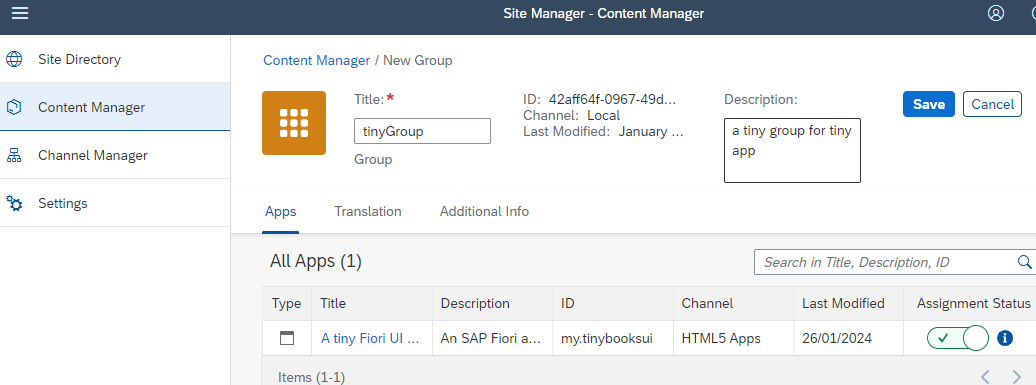 Site Manager - Content Manager
Site Directory
Content Manager
Channel Manager
Settings
Content Manager / New Group
Title: *
tinyGroup
Group
ID: 42aff64f-0967-49d...
Channel: Local
Last Modified: January ...
Description:
a tiny group for tiny
app
Save
Cancel
Apps Translation Additional Info
All Apps (1)
Search in Title, Description, ID
Type Title Description ID Channel Last Modified Assignment Status
A tiny Fiori UI ... An SAP Fiori a... my.tinybooksui HTML5 Apps 26/01/2024
Items (1-1)